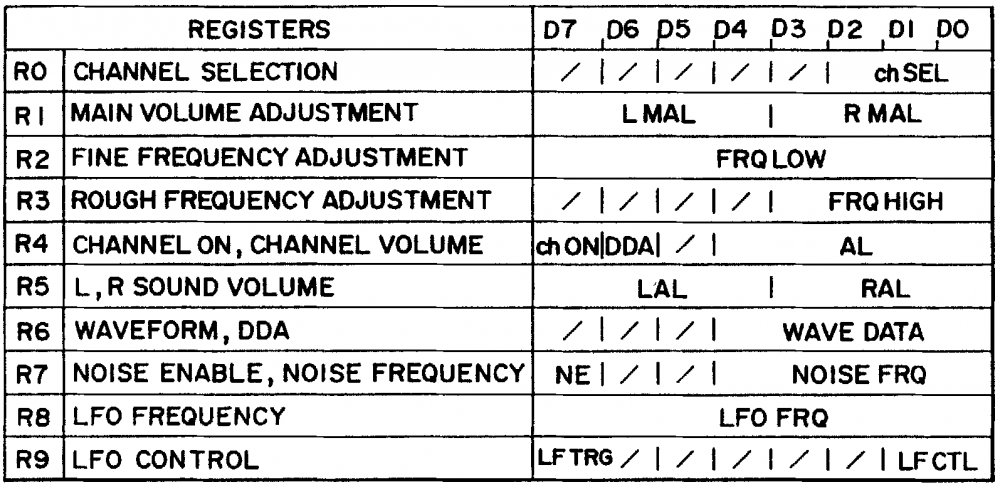 REGISTERS D7 D6 D5 D4 D3 D2 D1 D0
R0 CHANNEL SELECTION / | / | / | / | / | ch SEL
R1 MAIN VOLUME ADJUSTMENT L MAL | R MAL
R2 FINE FREQUENCY ADJUSTMENT FRQ LOW
R3 ROUGH FREQUENCY ADJUSTMENT / | / | / | / | FRQ HIGH
R4 CHANNEL ON, CHANNEL VOLUME ch ON | DDA | / | AL
R5 L, R SOUND VOLUME LAL | RAL
R6 WAVEFORM, DDA / | / | / | WAVE DATA
R7 NOISE ENABLE, NOISE FREQUENCY NE | / | / | NOISE FRQ
R8 LFO FREQUENCY LFO FRQ
R9 LFO CONTROL LF TRG / | / | / | / | / | LF CTL